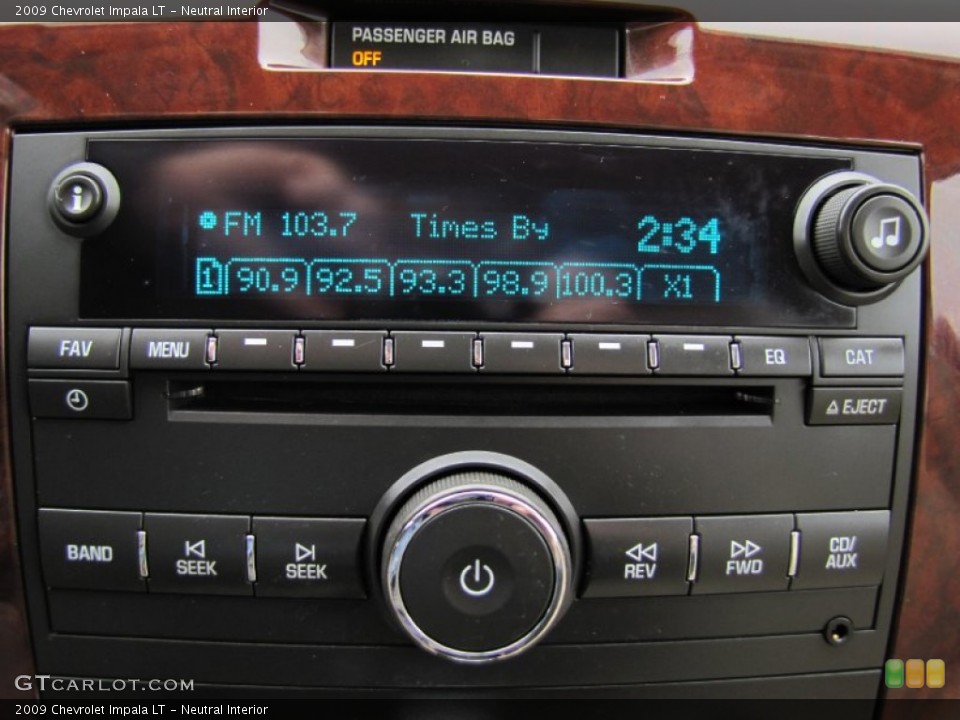 2009 Chevrolet Impala LT - Neutral Interior
PASSENGER AIR BAG
OFF
i
FM 103.7 Times By 2:34
1 90.9 92.5 93.3 98.9 100.3 X1
FAV MENU EQ CAT
EJECT
BAND SEEK SEEK REV FWD CD/AUX
GTCARLOT.COM
2009 Chevrolet Impala LT - Neutral Interior